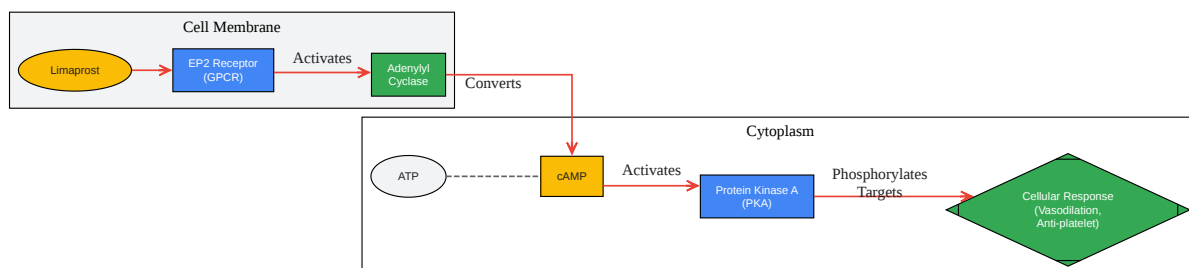 Cell Membrane
Limaprost
EP2 Receptor
(GPCR)
Activates
Adenylyl
Cyclase
Converts
Cytoplasm
ATP
cAMP
Activates
Protein Kinase A
(PKA)
Phosphorylates
Targets
Cellular Response
(Vasodilation,
Anti-platelet)